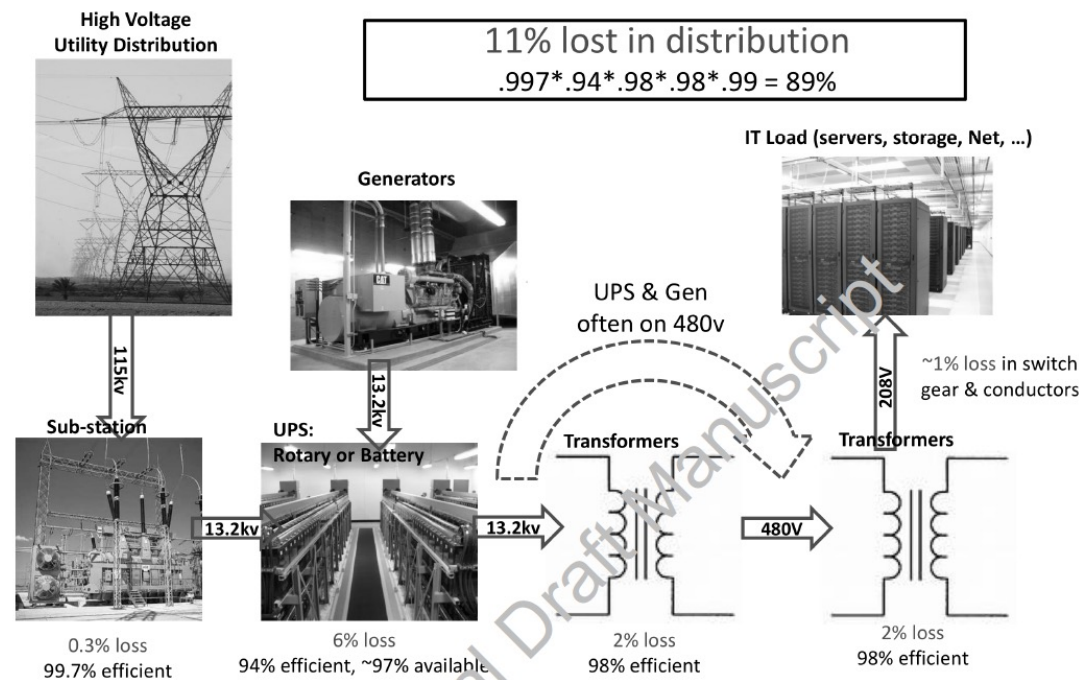 High Voltage
Utility Distribution
11% lost in distribution
.997*.94*.98*.98*.99 = 89%
IT Load (servers, storage, Net, …)
Generators
CAT
UPS & Gen
often on 480v
115kv
13.2kv
208V
~1% loss in switch
gear & conductors
Sub-station
UPS:
Rotary or Battery
Transformers
Transformers
13.2kv
13.2kv
480V
0.3% loss
99.7% efficient
6% loss
94% efficient, ~97% available
2% loss
98% efficient
2% loss
98% efficient
al Draft Manuscript